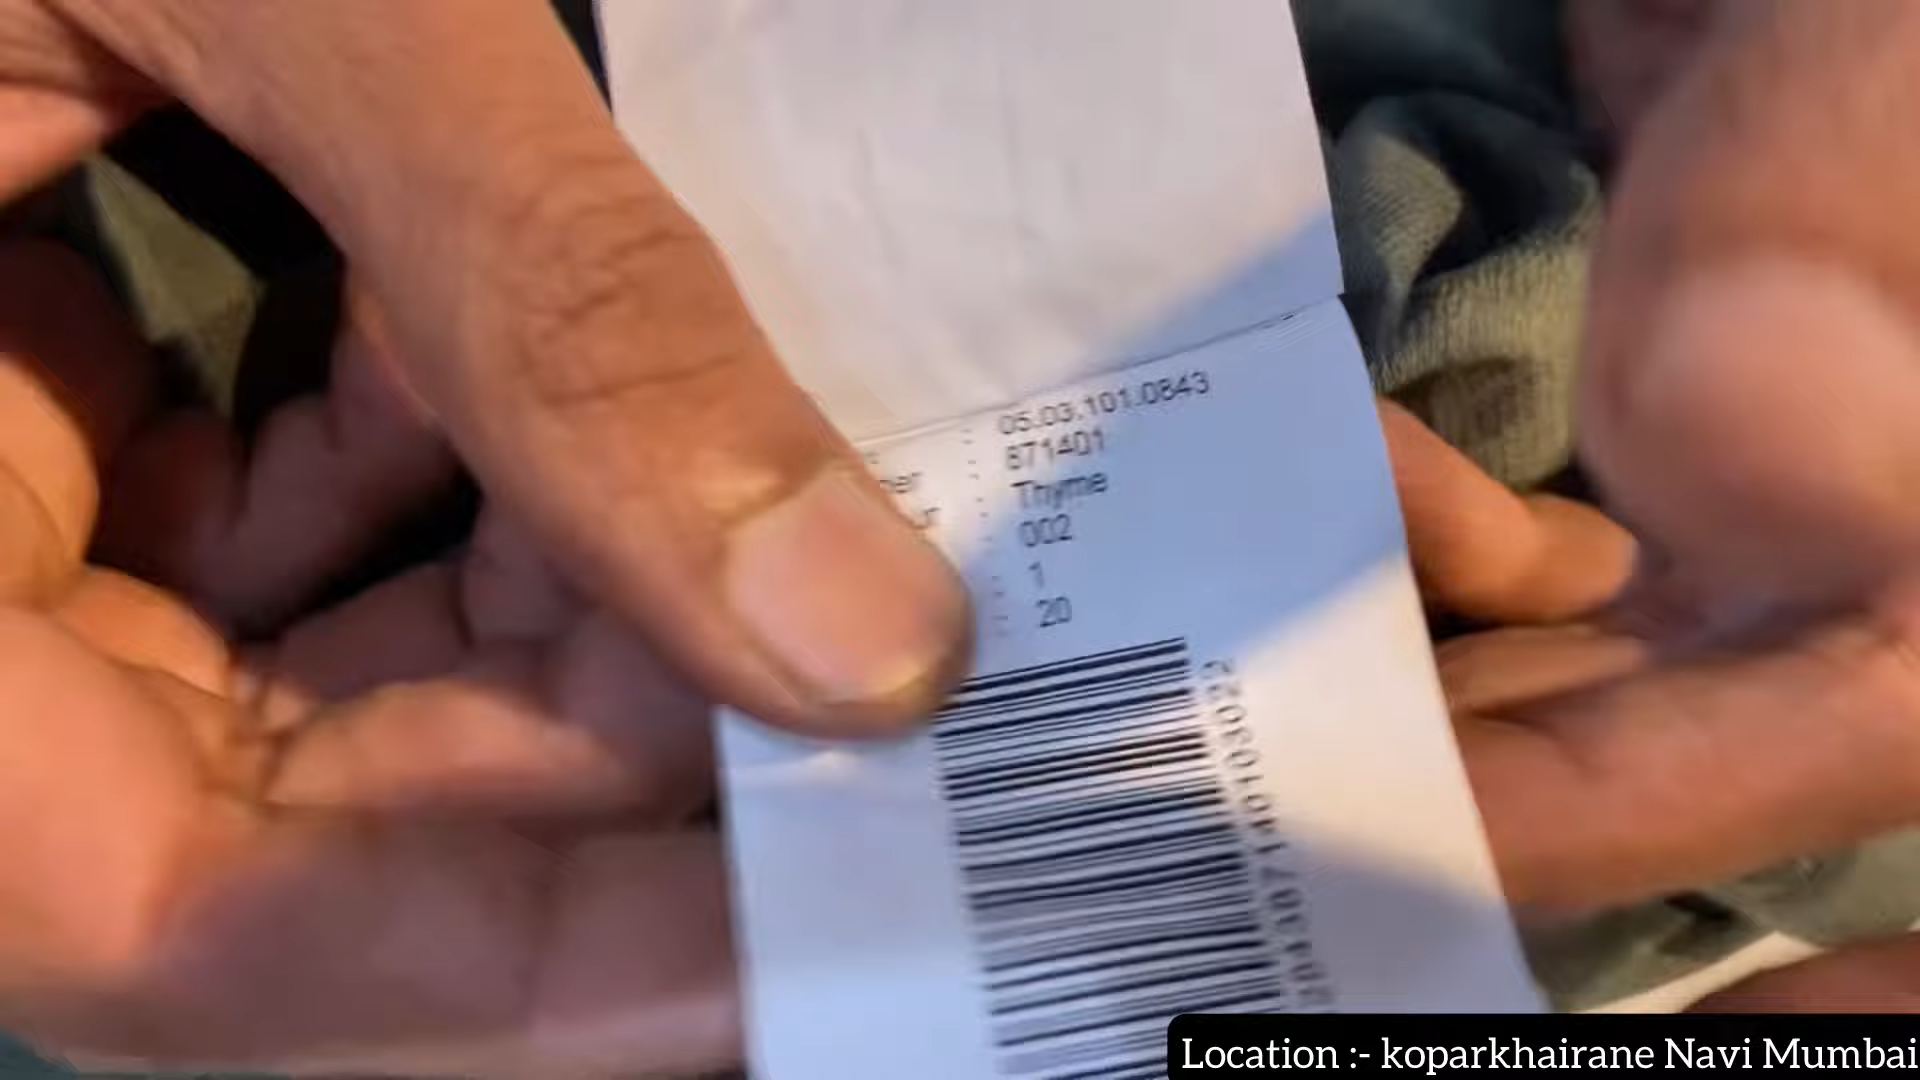 : 05.03.101.0843
: 871401
: Thyme
: 002
: 1
: 20
Location :- koparkhairane Navi Mumbai